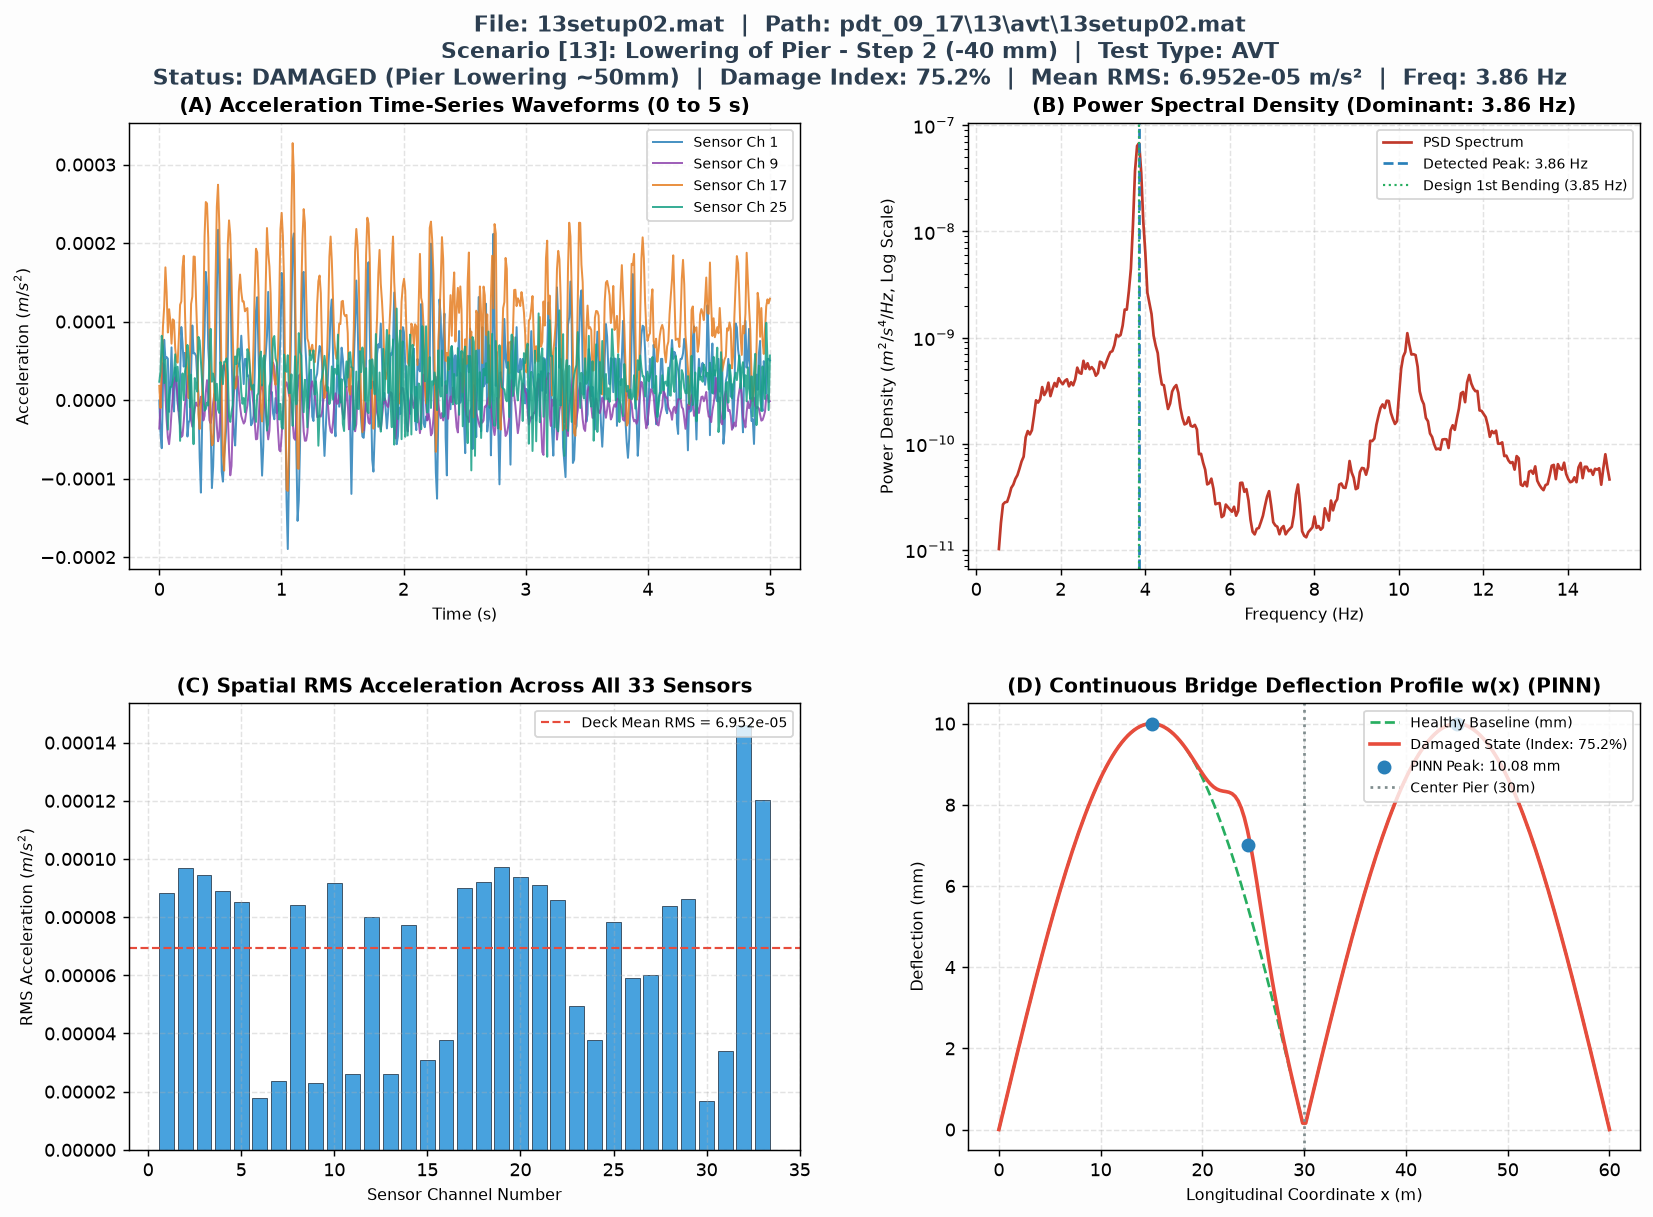 File: 13setup02.mat | Path: pdt_09_17\13\avt\13setup02.mat
Scenario [13]: Lowering of Pier - Step 2 (-40 mm) | Test Type: AVT
Status: DAMAGED (Pier Lowering ~50mm) | Damage Index: 75.2% | Mean RMS: 6.952e-05 m/s² | Freq: 3.86 Hz
(A) Acceleration Time-Series Waveforms (0 to 5 s)
Acceleration (m/s²)
0.0003
0.0002
0.0001
0.0000
−0.0001
−0.0002
Sensor Ch 1
Sensor Ch 9
Sensor Ch 17
Sensor Ch 25
0 1 2 3 4 5
Time (s)
(B) Power Spectral Density (Dominant: 3.86 Hz)
Power Density (m²/s⁴/Hz, Log Scale)
10⁻⁷
10⁻⁸
10⁻⁹
10⁻¹⁰
10⁻¹¹
PSD Spectrum
Detected Peak: 3.86 Hz
Design 1st Bending (3.85 Hz)
0 2 4 6 8 10 12 14
Frequency (Hz)
(C) Spatial RMS Acceleration Across All 33 Sensors
RMS Acceleration (m/s²)
0.00014
0.00012
0.00010
0.00008
0.00006
0.00004
0.00002
0.00000
Deck Mean RMS = 6.952e-05
0 5 10 15 20 25 30 35
Sensor Channel Number
(D) Continuous Bridge Deflection Profile w(x) (PINN)
Deflection (mm)
10
8
6
4
2
0
Healthy Baseline (mm)
Damaged State (Index: 75.2%)
PINN Peak: 10.08 mm
Center Pier (30m)
0 10 20 30 40 50 60
Longitudinal Coordinate x (m)